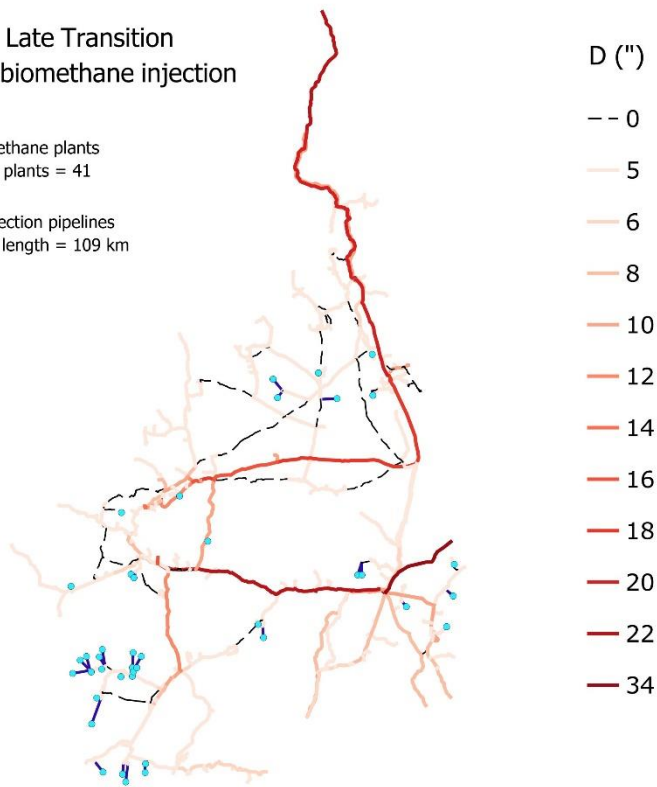 Late Transition
biomethane injection
ethane plants
plants = 41
ection pipelines
length = 109 km
D (")
0
5
6
8
10
12
14
16
18
20
22
34